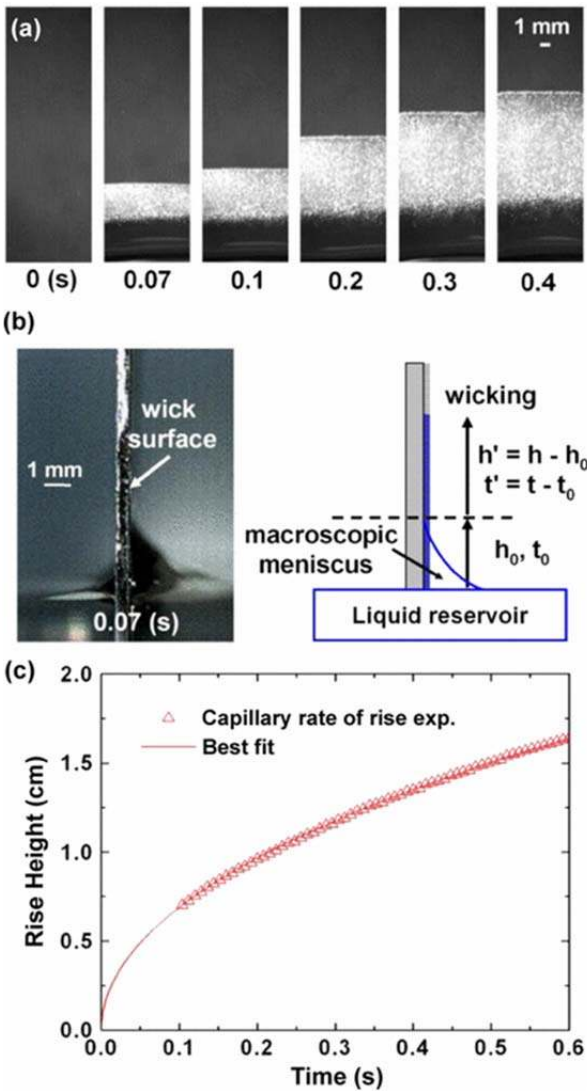 (a)
1 mm
0 (s) 0.07 0.1 0.2 0.3 0.4
(b)
wick
surface
1 mm
0.07 (s)
wicking
h' = h - h₀
t' = t - t₀
macroscopic
meniscus
h₀, t₀
Liquid reservoir
(c)
2.0
1.5
1.0
0.5
0.0
Rise Height (cm)
Capillary rate of rise exp.
Best fit
0.0 0.1 0.2 0.3 0.4 0.5 0.6
Time (s)